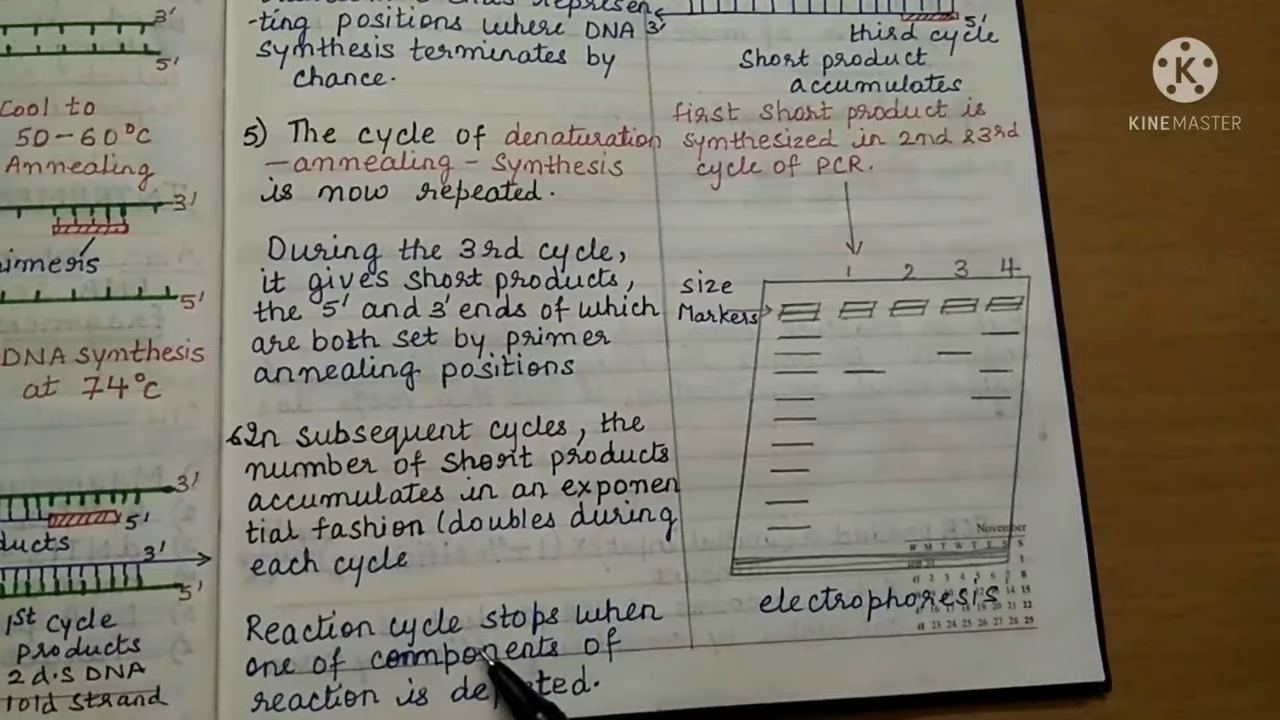 3'
5'
Cool to
50-60°C
Annealing
3'
5'
DNA synthesis
at 74°C
3'
5'
3'
5'
1st cycle
products
2 d.s DNA
1 old strand
-ting positions where DNA
synthesis terminates by
chance.
5) The cycle of denaturation
-annealing - Synthesis
is now repeated.
During the 3rd cycle,
it gives short products,
the 5' and 3' ends of which
are both set by primer
annealing positions
6 In subsequent cycles, the
number of short products
accumulates in an exponen
tial fashion (doubles during
each cycle
Reaction cycle stops when
one of components of
reaction is
3'
5'
third cycle
Short product
accumulates
first short product is
synthesized in 2nd & 3rd
cycle of PCR.
1 2 3 4
size
Markers
electrophoresis
November
W M T W T F S S
KINEMASTER